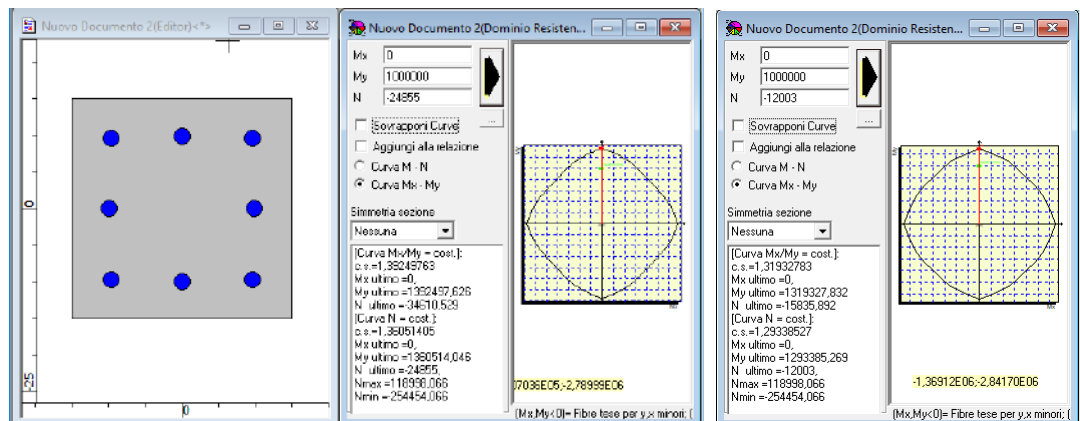 Nuovo Documento 2(Editor)<*>
0
-25
0
Nuovo Documento 2(Dominio Resisten...
Mx 0
My 1000000
N -24855
...
Sovrapponi Curve
Aggiungi alla relazione
Curva M - N
Curva Mx - My
Simmetria sezione
Nessuna
[Curva Mx/My = cost.]:
c.s.=1,39249763
Mx ultimo =0,
My ultimo =1392497,626
N ultimo =-34610,529
[Curva N = cost.]:
c.s.=1,36051405
Mx ultimo =0,
My ultimo =1360514,046
N ultimo =-24855,
Nmax =118998,066
Nmin =-254454,066
07036E05;-2,78999E06
(Mx,My<0)= Fibre tese per y,x minori; (
Nuovo Documento 2(Dominio Resisten...
Mx 0
My 1000000
N -12003
...
Sovrapponi Curve
Aggiungi alla relazione
Curva M - N
Curva Mx - My
Simmetria sezione
Nessuna
[Curva Mx/My = cost.]:
c.s.=1,31932783
Mx ultimo =0,
My ultimo =1319327,832
N ultimo =-15835,892
[Curva N = cost.]:
c.s.=1,29338527
Mx ultimo =0,
My ultimo =1293385,269
N ultimo =-12003,
Nmax =118998,066
Nmin =-254454,066
-1,36912E06;-2,84170E06
(Mx,My<0)= Fibre tese per y,x minori; (